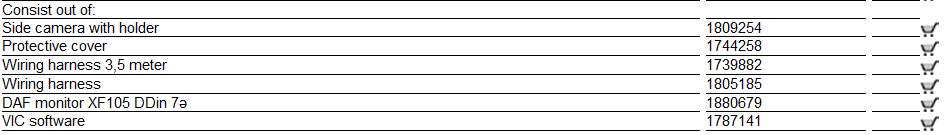 Consist out of:
Side camera with holder 1809254
Protective cover 1744258
Wiring harness 3,5 meter 1739882
Wiring harness 1805185
DAF monitor XF105 DDin 7ə 1880679
VIC software 1787141